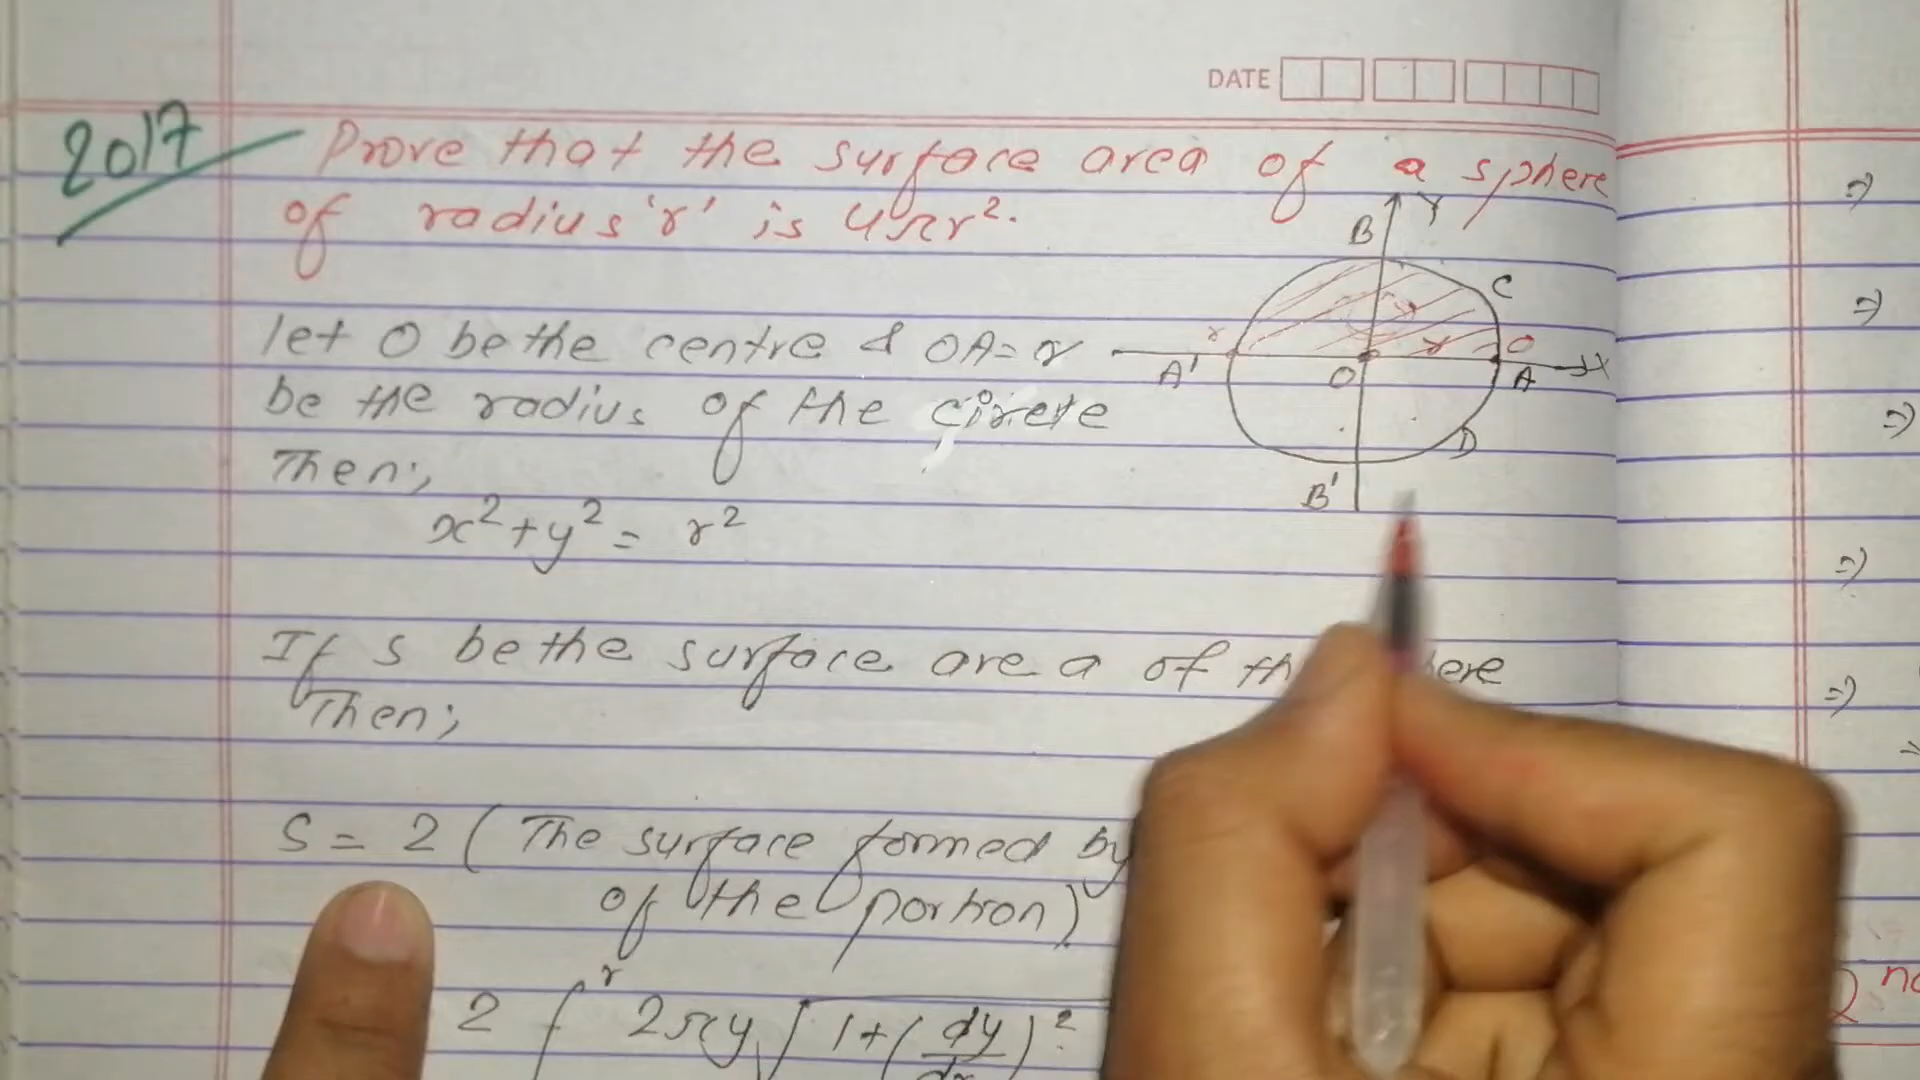 DATE
2017
Prove that the surface area of a sphere
of radius 'r' is 4πr².
let O be the centre & OA = r
be the radius of the circle
Then;
x² + y² = r²
If S be the surface area of th ere
Then;
S = 2 ( The surface formed by
of the portion)
2 ∫ r 2πy √ 1+(dy/dx)²
Y
B
C
r
r
O
A'
O
A
X
D
B'
⇒
⇒
⇒
⇒
⇒